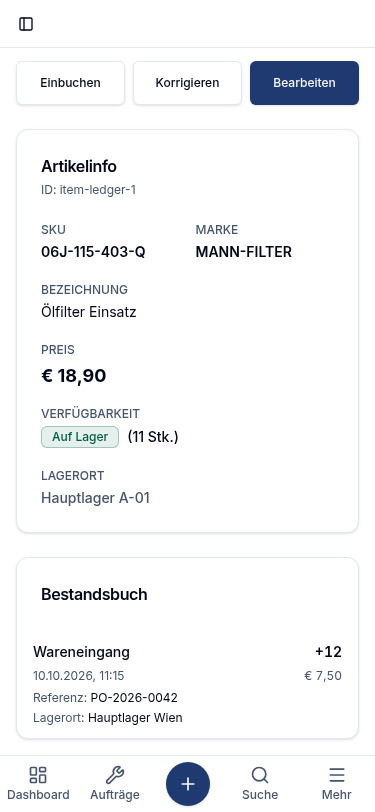 Einbuchen Korrigieren Bearbeiten
Artikelinfo
ID: item-ledger-1
SKU MARKE
06J-115-403-Q MANN-FILTER
BEZEICHNUNG
Ölfilter Einsatz
PREIS
€ 18,90
VERFÜGBARKEIT
Auf Lager (11 Stk.)
LAGERORT
Hauptlager A-01
Bestandsbuch
Wareneingang +12
10.10.2026, 11:15 € 7,50
Referenz: PO-2026-0042
Lagerort: Hauptlager Wien
Dashboard Aufträge Suche Mehr